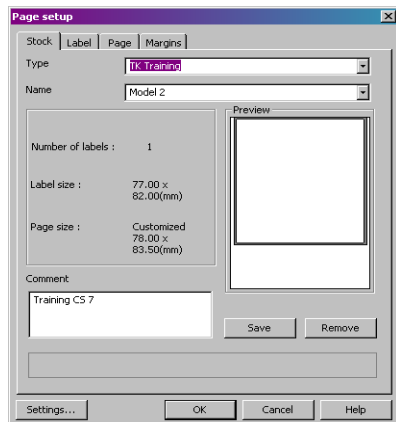 Page setup
Stock Label Page Margins
Type TK Training
Name Model 2
Preview
Number of labels : 1
Label size : 77.00 x
82.00(mm)
Page size : Customized
78.00 x
83.50(mm)
Comment
Training CS 7
Save Remove
Settings... OK Cancel Help